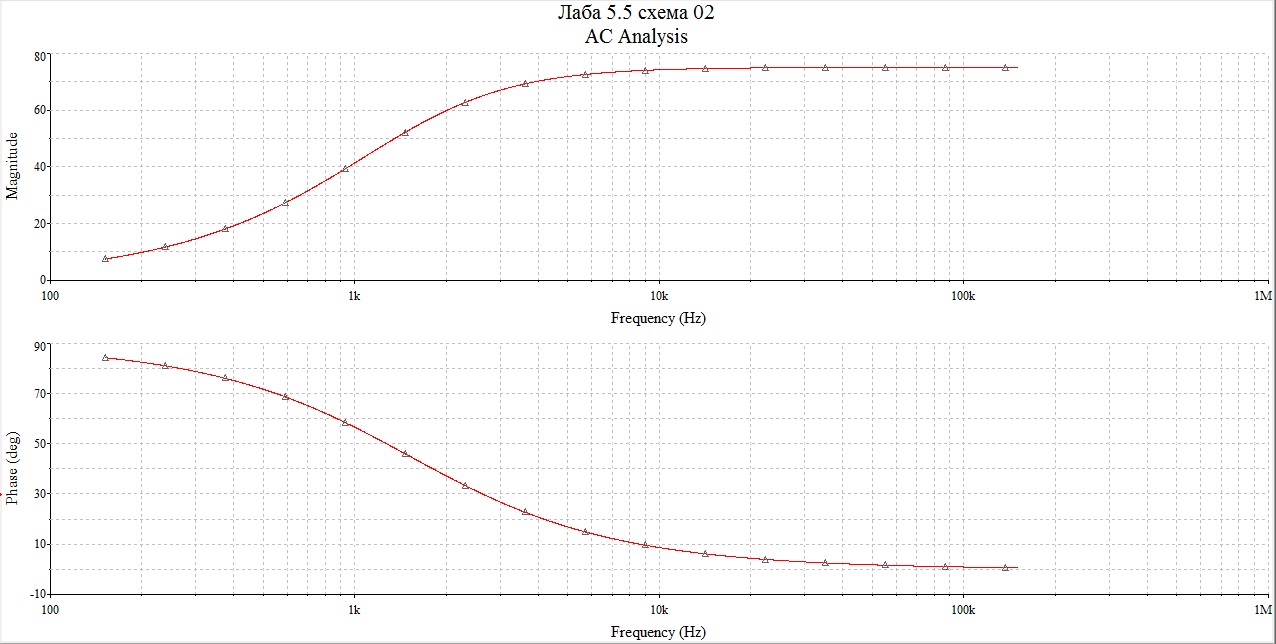 Лаба 5.5 схема 02
AC Analysis
80
60
40
20
0
Magnitude
100 1k 10k 100k 1M
Frequency (Hz)
90
70
50
30
10
-10
Phase (deg)
100 1k 10k 100k 1M
Frequency (Hz)